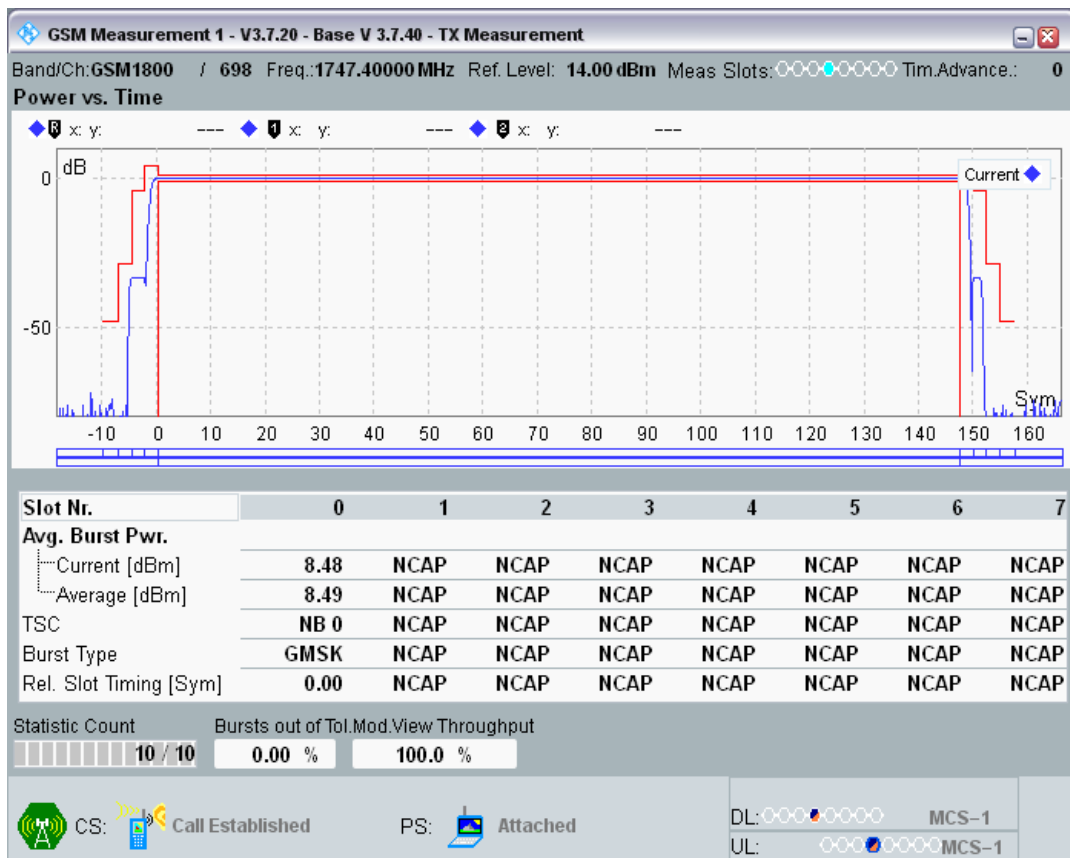 GSM Measurement 1 - V3.7.20 - Base V 3.7.40 - TX Measurement
Band/Ch:GSM1800 / 698 Freq.:1747.40000 MHz Ref. Level: 14.00 dBm Meas Slots: Tim.Advance.: 0
Power vs. Time
R x: y: --- 1 x: y: --- 2 x: y: ---
dB
0
Current
-50
Sym
-10 0 10 20 30 40 50 60 70 80 90 100 110 120 130 140 150 160
Slot Nr. 0 1 2 3 4 5 6 7
Avg. Burst Pwr.
Current [dBm] 8.48 NCAP NCAP NCAP NCAP NCAP NCAP NCAP
Average [dBm] 8.49 NCAP NCAP NCAP NCAP NCAP NCAP NCAP
TSC NB 0 NCAP NCAP NCAP NCAP NCAP NCAP NCAP
Burst Type GMSK NCAP NCAP NCAP NCAP NCAP NCAP NCAP
Rel. Slot Timing [Sym] 0.00 NCAP NCAP NCAP NCAP NCAP NCAP NCAP
Statistic Count Bursts out of Tol.Mod.View Throughput
10 / 10 0.00 % 100.0 %
CS: Call Established PS: Attached
DL: MCS-1
UL: MCS-1